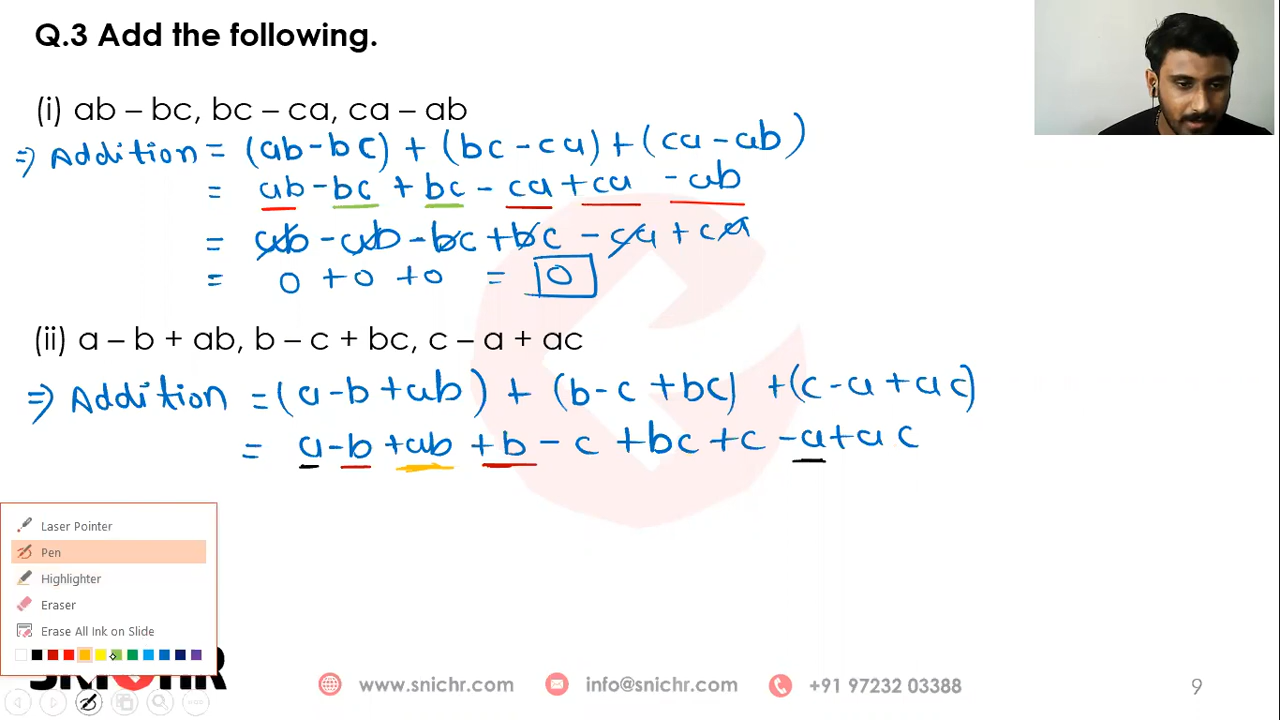 Q.3 Add the following.
(i) ab – bc, bc – ca, ca – ab
⇒ Addition = (ab - bc) + (bc - ca) + (ca - ab)
= ab - bc + bc - ca + ca - ab
= ab - ab - bc + bc - ca + ca
= 0 + 0 + 0 = 0
(ii) a – b + ab, b – c + bc, c – a + ac
⇒ Addition = (a - b + ab) + (b - c + bc) + (c - a + ac)
= a - b + ab + b - c + bc + c - a + ac
Laser Pointer
Pen
Highlighter
Eraser
Erase All Ink on Slide
www.snichr.com info@snichr.com +91 97232 03388 9